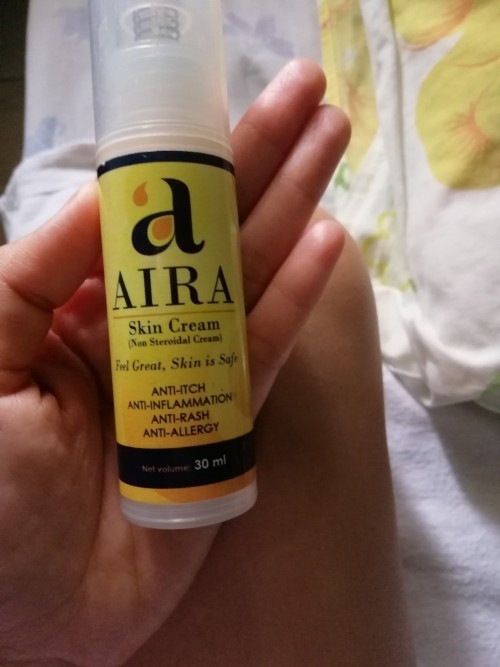 a
AIRA
Skin Cream
(Non Steroidal Cream)
Feel Great, Skin is Safe
ANTI-ITCH
ANTI-INFLAMMATION
ANTI-RASH
ANTI-ALLERGY
Net volume: 30 ml